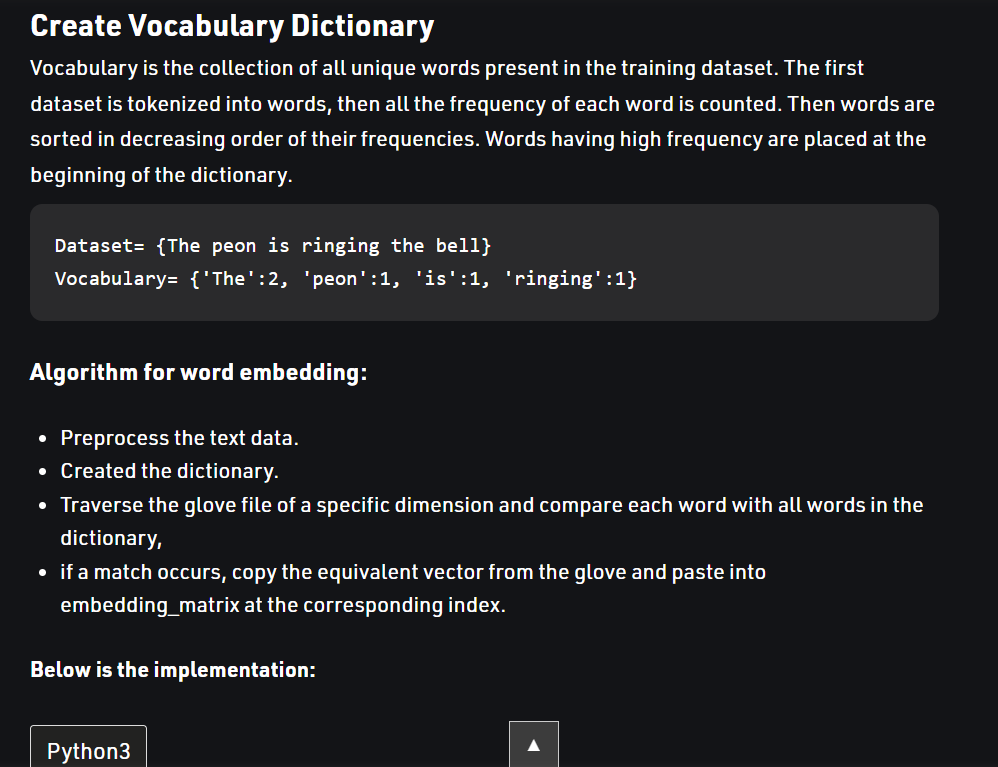 Create Vocabulary Dictionary
Vocabulary is the collection of all unique words present in the training dataset. The first
dataset is tokenized into words, then all the frequency of each word is counted. Then words are
sorted in decreasing order of their frequencies. Words having high frequency are placed at the
beginning of the dictionary.
Dataset= {The peon is ringing the bell}
Vocabulary= {'The':2, 'peon':1, 'is':1, 'ringing':1}
Algorithm for word embedding:
• Preprocess the text data.
• Created the dictionary.
• Traverse the glove file of a specific dimension and compare each word with all words in the
dictionary,
• if a match occurs, copy the equivalent vector from the glove and paste into
embedding_matrix at the corresponding index.
Below is the implementation:
Python3